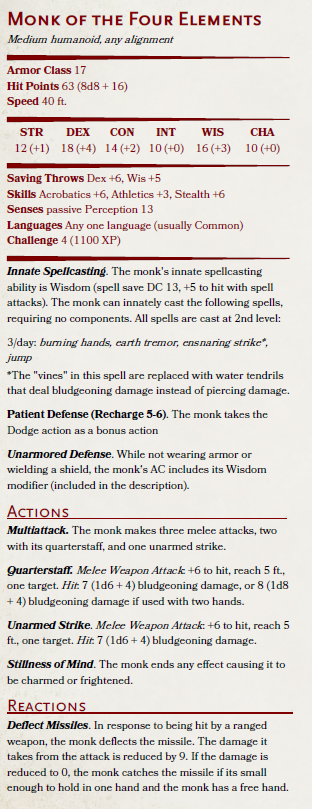 Monk of the Four Elements
Medium humanoid, any alignment
Armor Class 17
Hit Points 63 (8d8 + 16)
Speed 40 ft.
STR DEX CON INT WIS CHA
12 (+1) 18 (+4) 14 (+2) 10 (+0) 16 (+3) 10 (+0)
Saving Throws Dex +6, Wis +5
Skills Acrobatics +6, Athletics +3, Stealth +6
Senses passive Perception 13
Languages Any one language (usually Common)
Challenge 4 (1100 XP)
Innate Spellcasting. The monk's innate spellcasting
ability is Wisdom (spell save DC 13, +5 to hit with spell
attacks). The monk can innately cast the following spells,
requiring no components. All spells are cast at 2nd level:
3/day: burning hands, earth tremor, ensnaring strike*,
jump
*The "vines" in this spell are replaced with water tendrils
that deal bludgeoning damage instead of piercing damage.
Patient Defense (Recharge 5-6). The monk takes the
Dodge action as a bonus action
Unarmored Defense. While not wearing armor or
wielding a shield, the monk's AC includes its Wisdom
modifier (included in the description).
Actions
Multiattack. The monk makes three melee attacks, two
with its quarterstaff, and one unarmed strike.
Quarterstaff. Melee Weapon Attack: +6 to hit, reach 5 ft.,
one target. Hit: 7 (1d6 + 4) bludgeoning damage, or 8 (1d8
+ 4) bludgeoning damage if used with two hands.
Unarmed Strike. Melee Weapon Attack: +6 to hit, reach 5
ft., one target. Hit: 7 (1d6 + 4) bludgeoning damage.
Stillness of Mind. The monk ends any effect causing it to
be charmed or frightened.
Reactions
Deflect Missiles. In response to being hit by a ranged
weapon, the monk deflects the missile. The damage it
takes from the attack is reduced by 9. If the damage is
reduced to 0, the monk catches the missile if its small
enough to hold in one hand and the monk has a free hand.